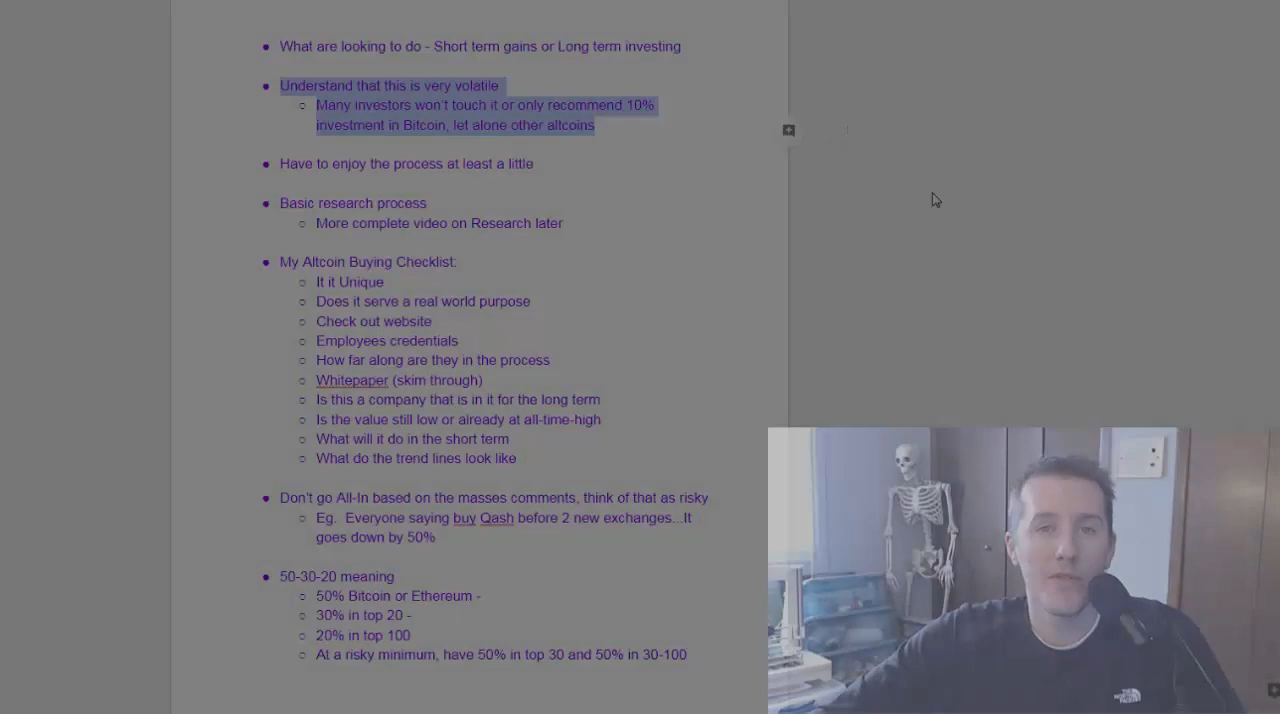 What are looking to do - Short term gains or Long term investing
Understand that this is very volatile
Many investors won't touch it or only recommend 10%
investment in Bitcoin, let alone other altcoins
Have to enjoy the process at least a little
Basic research process
More complete video on Research later
My Altcoin Buying Checklist:
It it Unique
Does it serve a real world purpose
Check out website
Employees credentials
How far along are they in the process
Whitepaper (skim through)
Is this a company that is in it for the long term
Is the value still low or already at all-time-high
What will it do in the short term
What do the trend lines look like
Don't go All-In based on the masses comments, think of that as risky
Eg. Everyone saying buy Qash before 2 new exchanges...It
goes down by 50%
50-30-20 meaning
50% Bitcoin or Ethereum -
30% in top 20 -
20% in top 100
At a risky minimum, have 50% in top 30 and 50% in 30-100
THE
NORTH
FACE